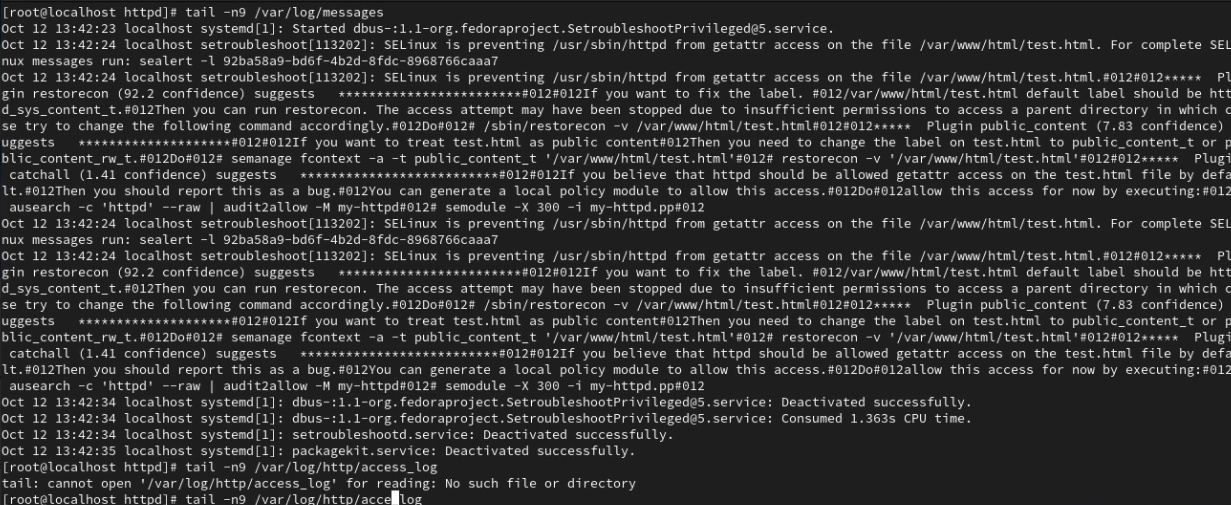 [root@localhost httpd]# tail -n9 /var/log/messages
Oct 12 13:42:23 localhost systemd[1]: Started dbus-:1.1-org.fedoraproject.SetroubleshootPrivileged@5.service.
Oct 12 13:42:24 localhost setroubleshoot[113202]: SELinux is preventing /usr/sbin/httpd from getattr access on the file /var/www/html/test.html. For complete SEL
nux messages run: sealert -l 92ba58a9-bd6f-4b2d-8fdc-8968766caaa7
Oct 12 13:42:24 localhost setroubleshoot[113202]: SELinux is preventing /usr/sbin/httpd from getattr access on the file /var/www/html/test.html.#012#012***** Pl
gin restorecon (92.2 confidence) suggests ************************#012#012If you want to fix the label. #012/var/www/html/test.html default label should be htt
d_sys_content_t.#012Then you can run restorecon. The access attempt may have been stopped due to insufficient permissions to access a parent directory in which c
se try to change the following command accordingly.#012Do#012# /sbin/restorecon -v /var/www/html/test.html#012#012***** Plugin public_content (7.83 confidence)
uggests ********************#012#012If you want to treat test.html as public content#012Then you need to change the label on test.html to public_content_t or p
blic_content_rw_t.#012Do#012# semanage fcontext -a -t public_content_t '/var/www/html/test.html'#012# restorecon -v '/var/www/html/test.html'#012#012***** Plugi
catchall (1.41 confidence) suggests **************************#012#012If you believe that httpd should be allowed getattr access on the test.html file by defa
lt.#012Then you should report this as a bug.#012You can generate a local policy module to allow this access.#012Do#012allow this access for now by executing:#012
ausearch -c 'httpd' --raw | audit2allow -M my-httpd#012# semodule -X 300 -i my-httpd.pp#012
Oct 12 13:42:24 localhost setroubleshoot[113202]: SELinux is preventing /usr/sbin/httpd from getattr access on the file /var/www/html/test.html. For complete SEL
nux messages run: sealert -l 92ba58a9-bd6f-4b2d-8fdc-8968766caaa7
Oct 12 13:42:24 localhost setroubleshoot[113202]: SELinux is preventing /usr/sbin/httpd from getattr access on the file /var/www/html/test.html.#012#012***** Pl
gin restorecon (92.2 confidence) suggests ************************#012#012If you want to fix the label. #012/var/www/html/test.html default label should be htt
d_sys_content_t.#012Then you can run restorecon. The access attempt may have been stopped due to insufficient permissions to access a parent directory in which c
se try to change the following command accordingly.#012Do#012# /sbin/restorecon -v /var/www/html/test.html#012#012***** Plugin public_content (7.83 confidence)
uggests ********************#012#012If you want to treat test.html as public content#012Then you need to change the label on test.html to public_content_t or p
blic_content_rw_t.#012Do#012# semanage fcontext -a -t public_content_t '/var/www/html/test.html'#012# restorecon -v '/var/www/html/test.html'#012#012***** Plugi
catchall (1.41 confidence) suggests **************************#012#012If you believe that httpd should be allowed getattr access on the test.html file by defa
lt.#012Then you should report this as a bug.#012You can generate a local policy module to allow this access.#012Do#012allow this access for now by executing:#012
ausearch -c 'httpd' --raw | audit2allow -M my-httpd#012# semodule -X 300 -i my-httpd.pp#012
Oct 12 13:42:34 localhost systemd[1]: dbus-:1.1-org.fedoraproject.SetroubleshootPrivileged@5.service: Deactivated successfully.
Oct 12 13:42:34 localhost systemd[1]: dbus-:1.1-org.fedoraproject.SetroubleshootPrivileged@5.service: Consumed 1.363s CPU time.
Oct 12 13:42:34 localhost systemd[1]: setroubleshootd.service: Deactivated successfully.
Oct 12 13:42:35 localhost systemd[1]: packagekit.service: Deactivated successfully.
[root@localhost httpd]# tail -n9 /var/log/http/access_log
tail: cannot open '/var/log/http/access_log' for reading: No such file or directory
[root@localhost httpd]# tail -n9 /var/log/http/acce log